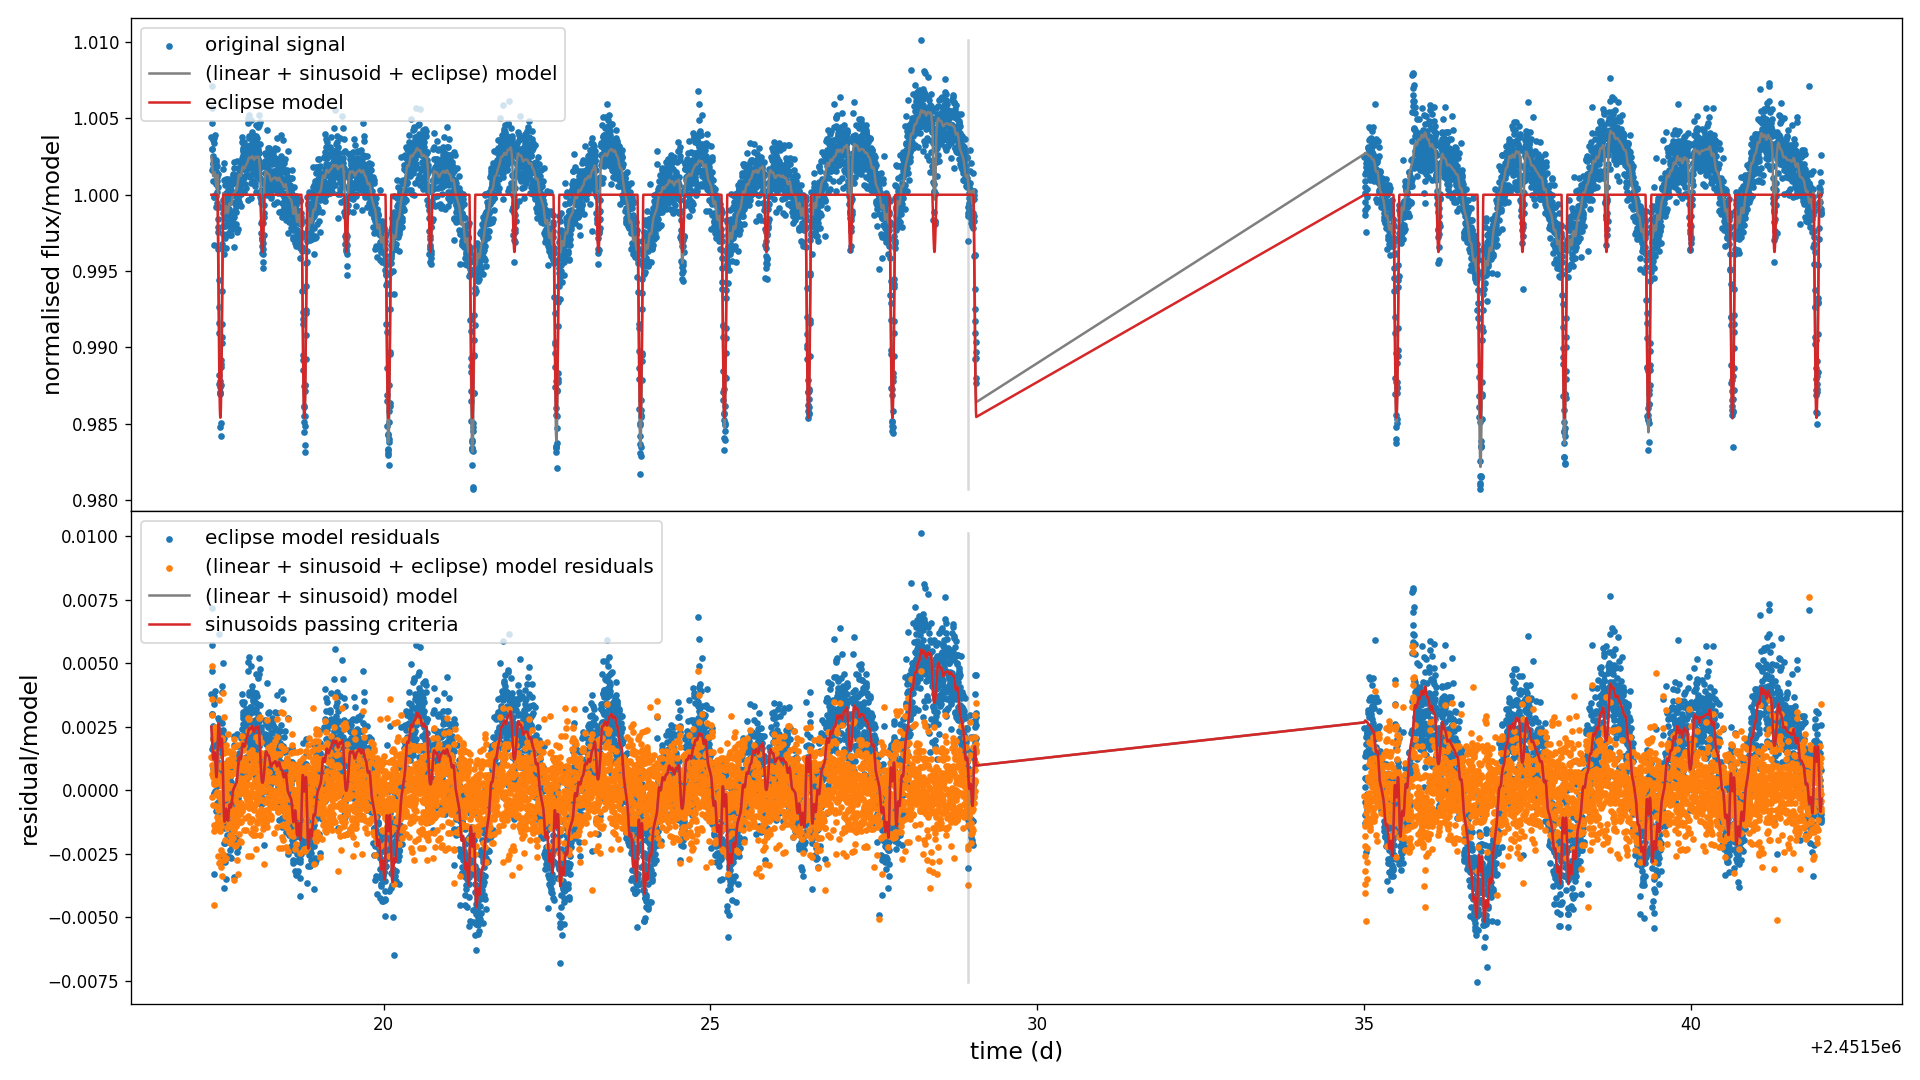 original signal
(linear + sinusoid + eclipse) model
eclipse model
normalised flux/model
1.010
1.005
1.000
0.995
0.990
0.985
0.980
eclipse model residuals
(linear + sinusoid + eclipse) model residuals
(linear + sinusoid) model
sinusoids passing criteria
residual/model
0.0100
0.0075
0.0050
0.0025
0.0000
−0.0025
−0.0050
−0.0075
20
25
30
35
40
time (d)
+2.4515e6